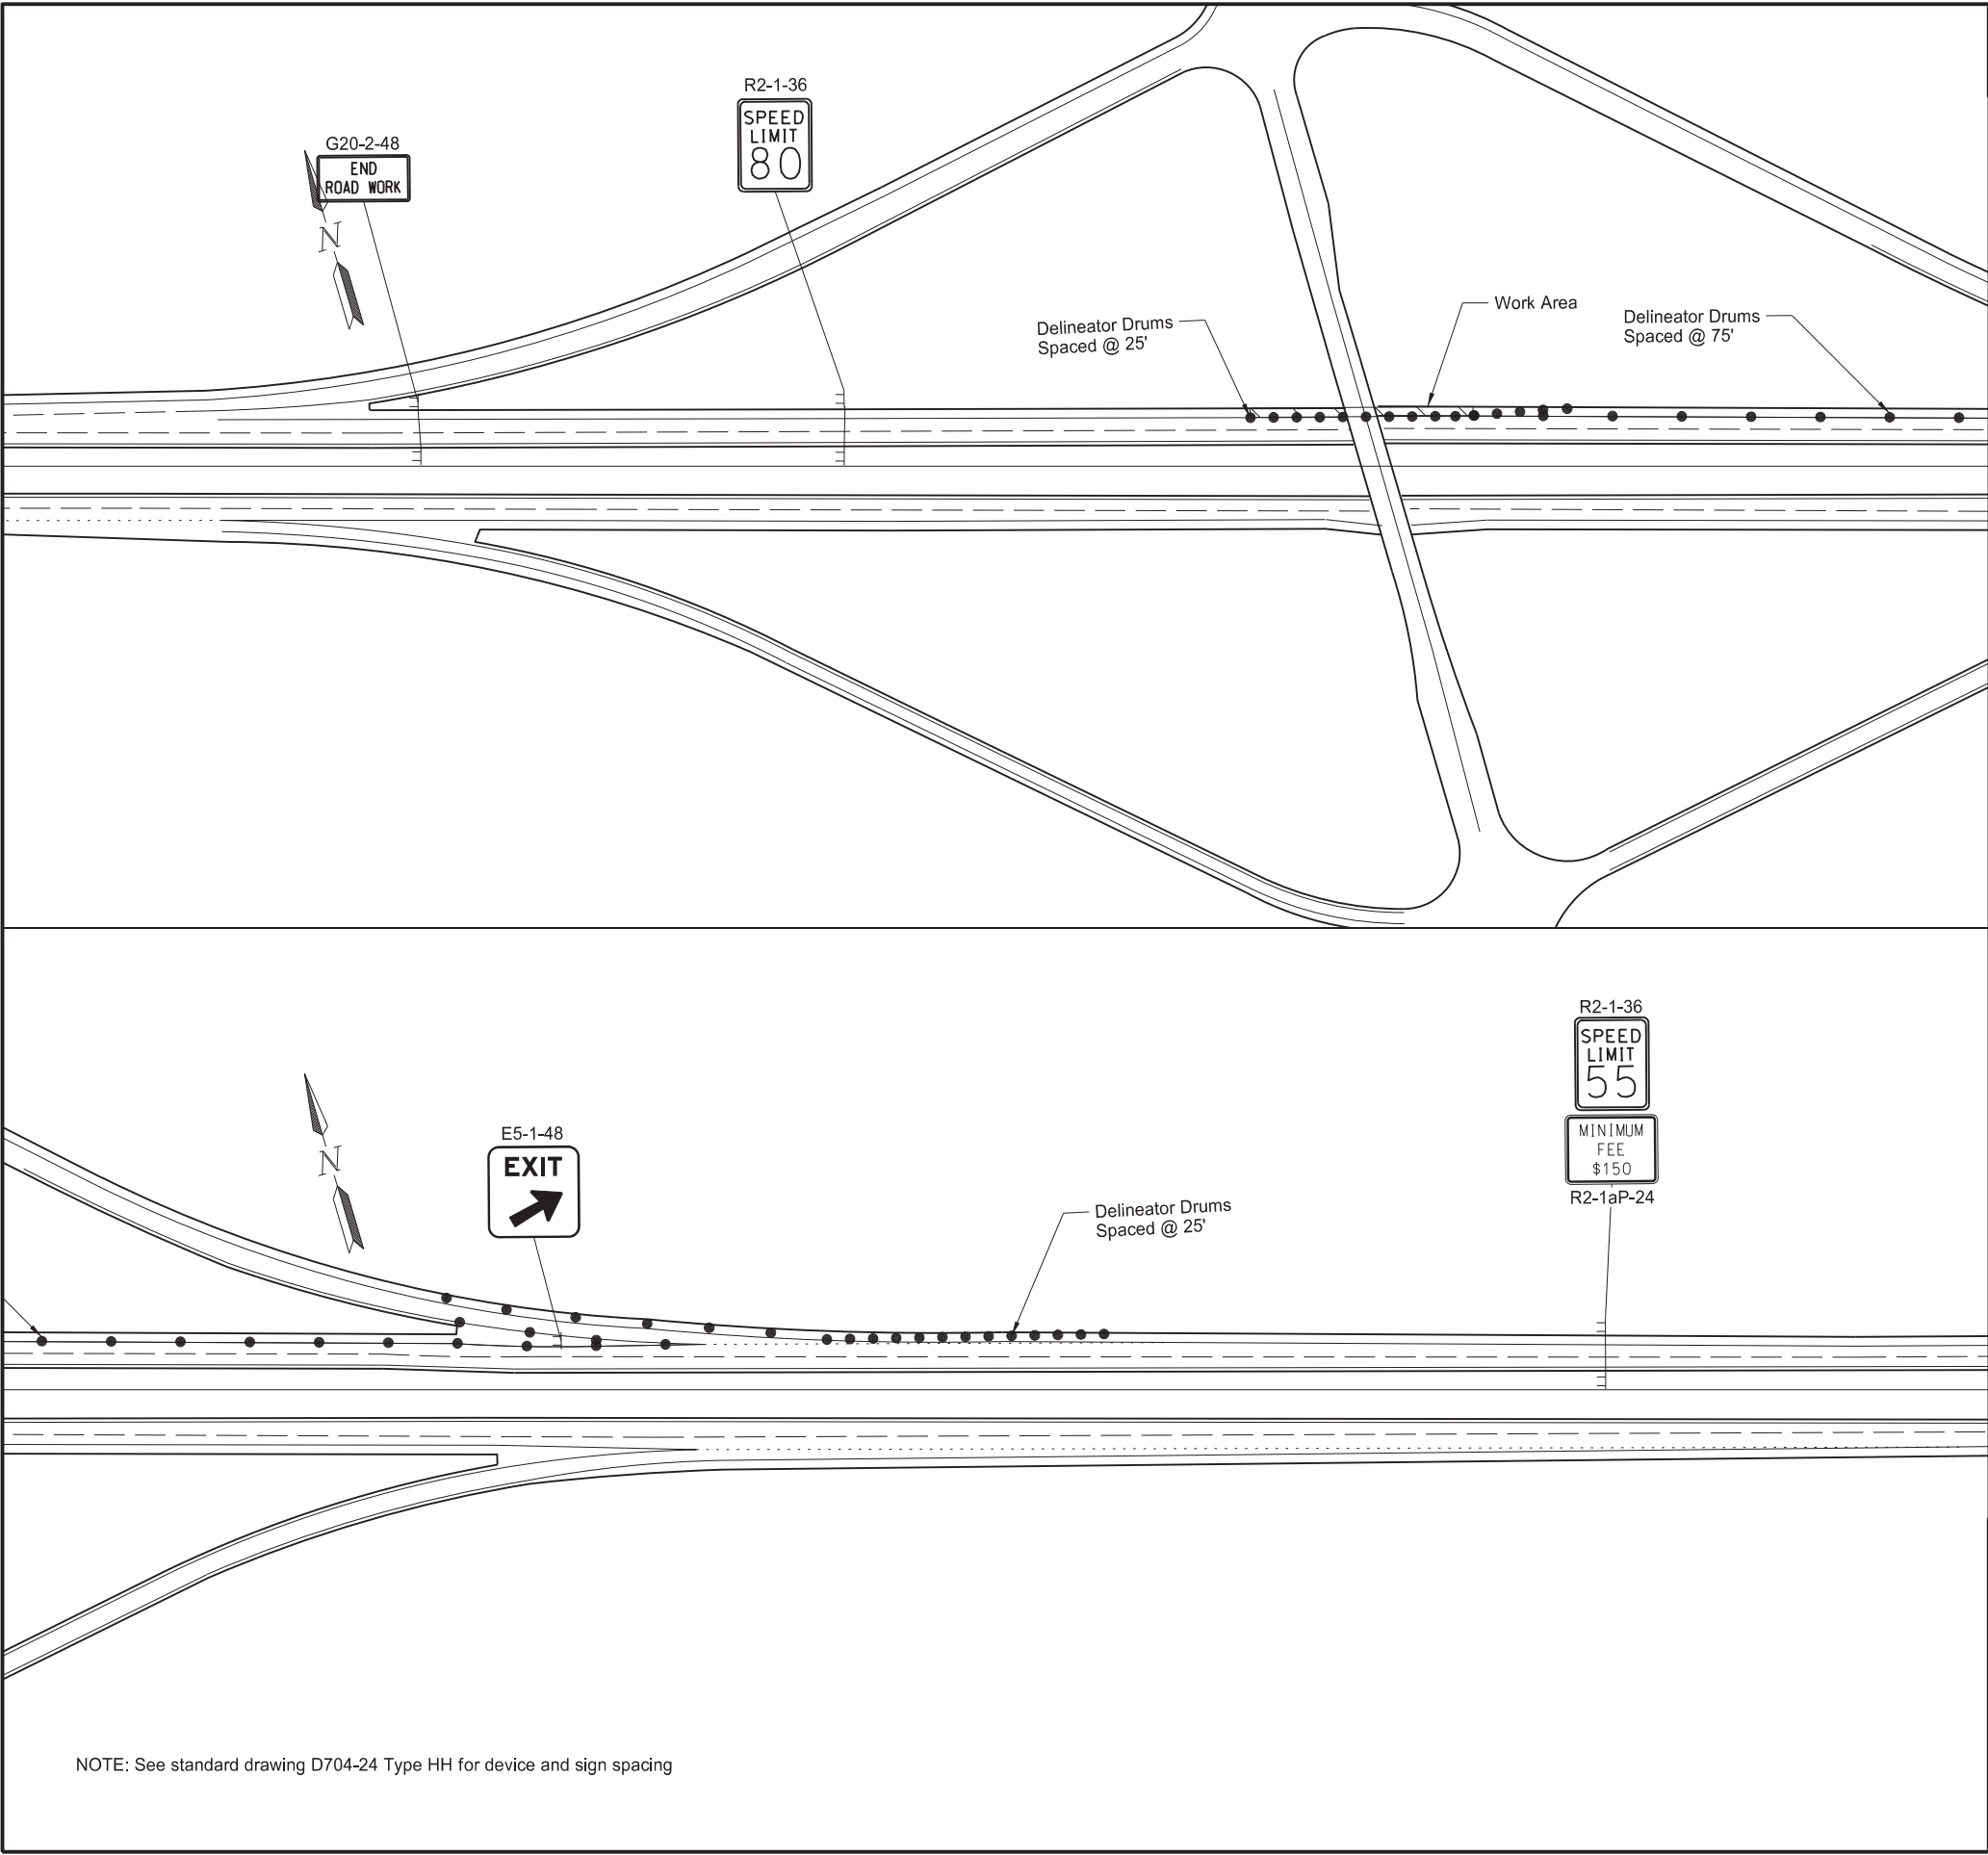 R2-1-36
SPEED
LIMIT
80
G20-2-48
END
ROAD WORK
N
Work Area
Delineator Drums
Spaced @ 25'
Delineator Drums
Spaced @ 75'
R2-1-36
SPEED
LIMIT
55
MINIMUM
FEE
$150
R2-1aP-24
N
E5-1-48
EXIT
Delineator Drums
Spaced @ 25'
NOTE: See standard drawing D704-24 Type HH for device and sign spacing